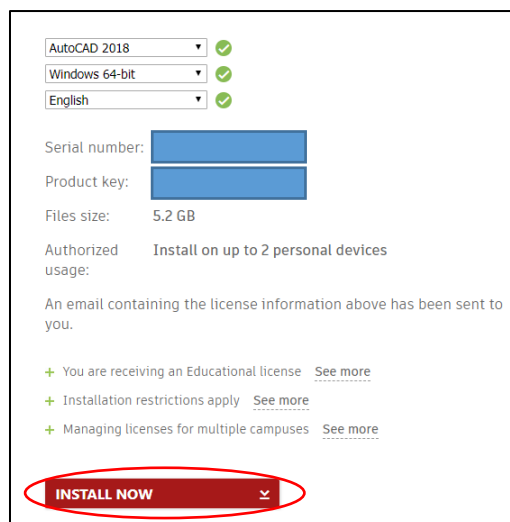 AutoCAD 2018
Windows 64-bit
English
Serial number:
Product key:
Files size: 5.2 GB
Authorized usage: Install on up to 2 personal devices
An email containing the license information above has been sent to
you.
+ You are receiving an Educational license See more
+ Installation restrictions apply See more
+ Managing licenses for multiple campuses See more
INSTALL NOW